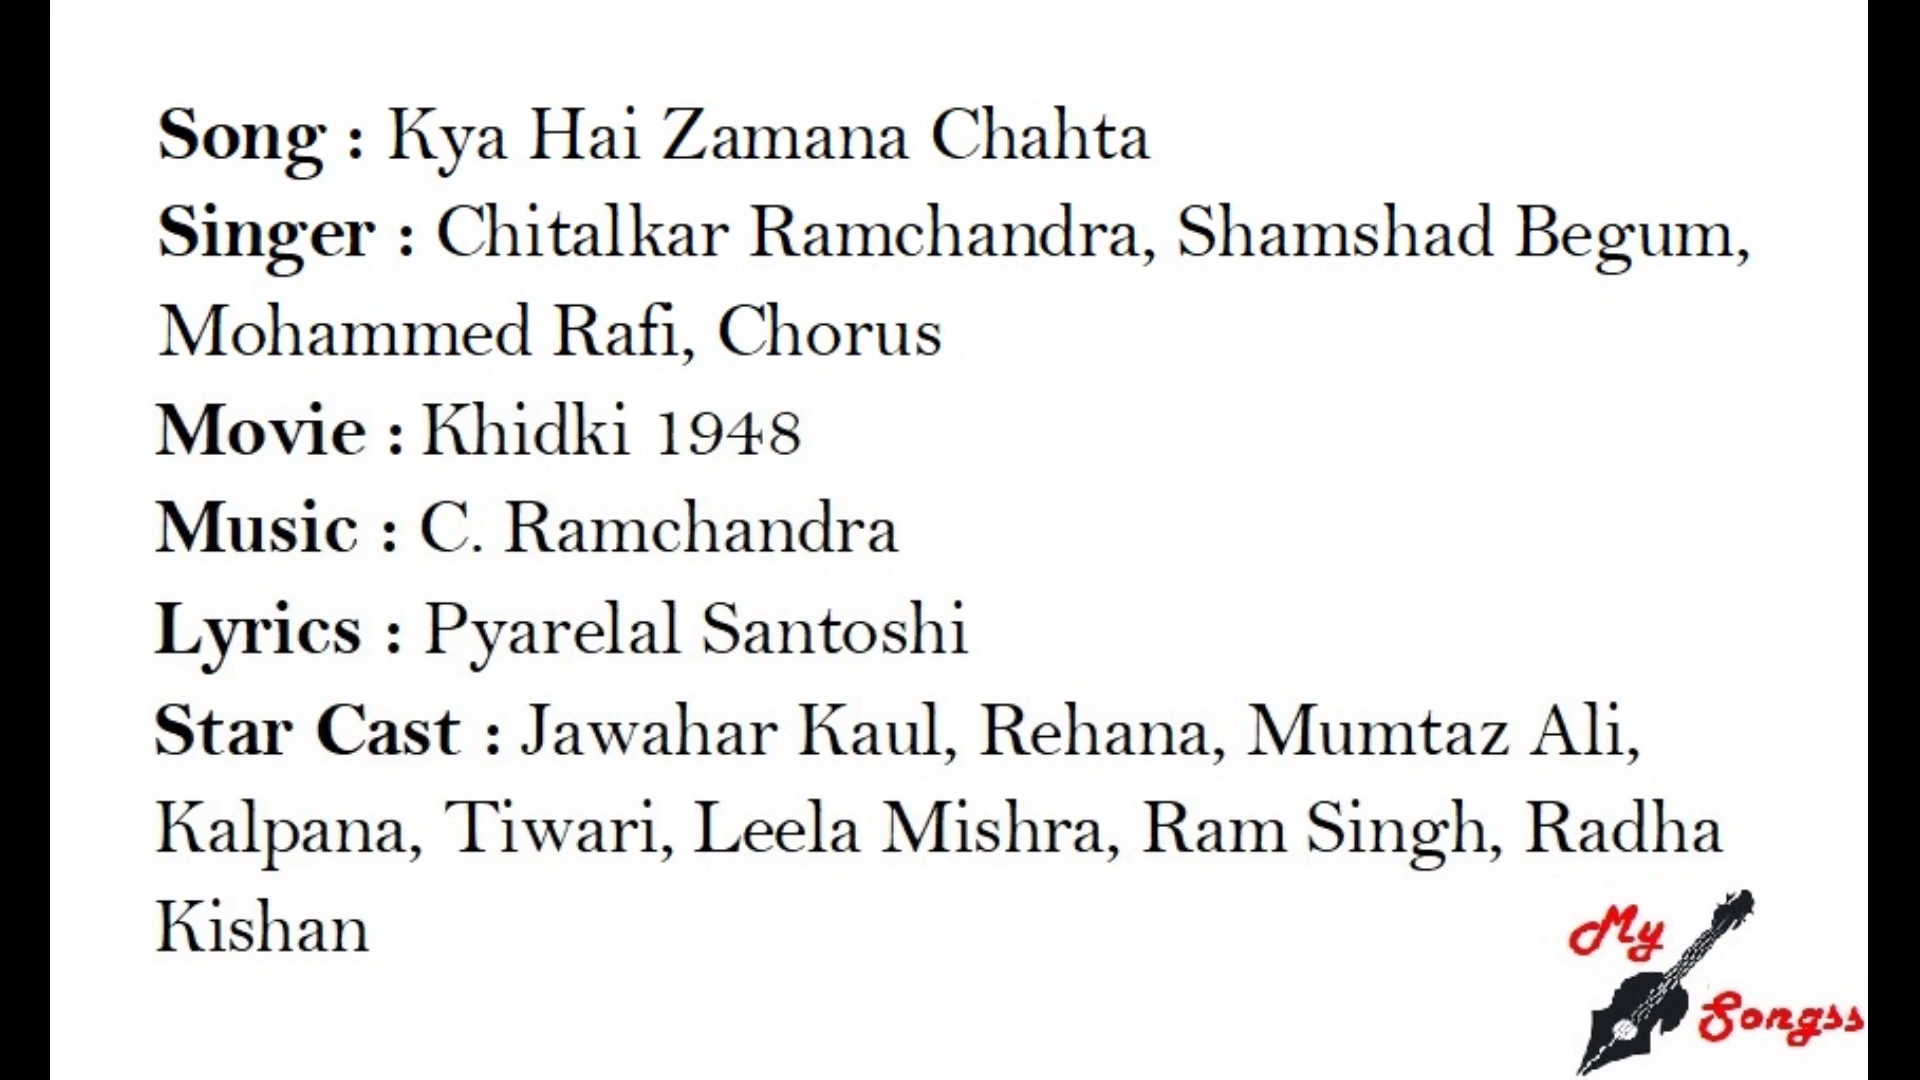 Song : Kya Hai Zamana Chahta
Singer : Chitalkar Ramchandra, Shamshad Begum,
Mohammed Rafi, Chorus
Movie : Khidki 1948
Music : C. Ramchandra
Lyrics : Pyarelal Santoshi
Star Cast : Jawahar Kaul, Rehana, Mumtaz Ali,
Kalpana, Tiwari, Leela Mishra, Ram Singh, Radha
Kishan
My
Songss